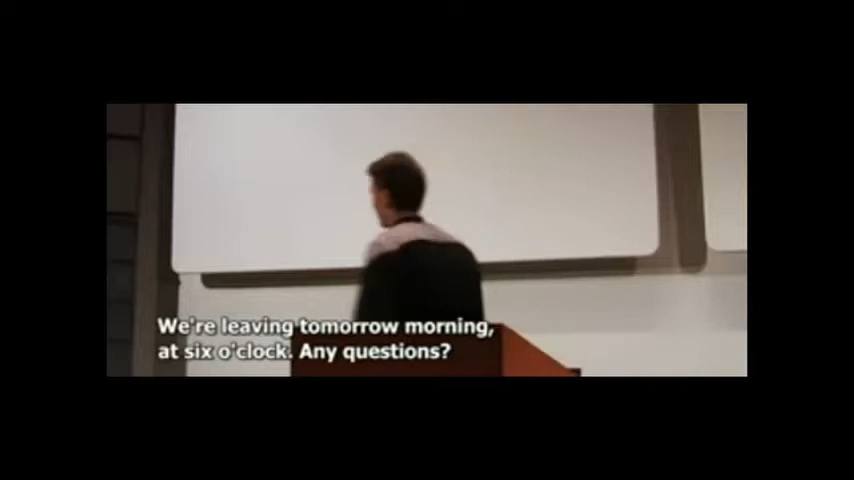 We're leaving tomorrow morning,
at six o'clock. Any questions?